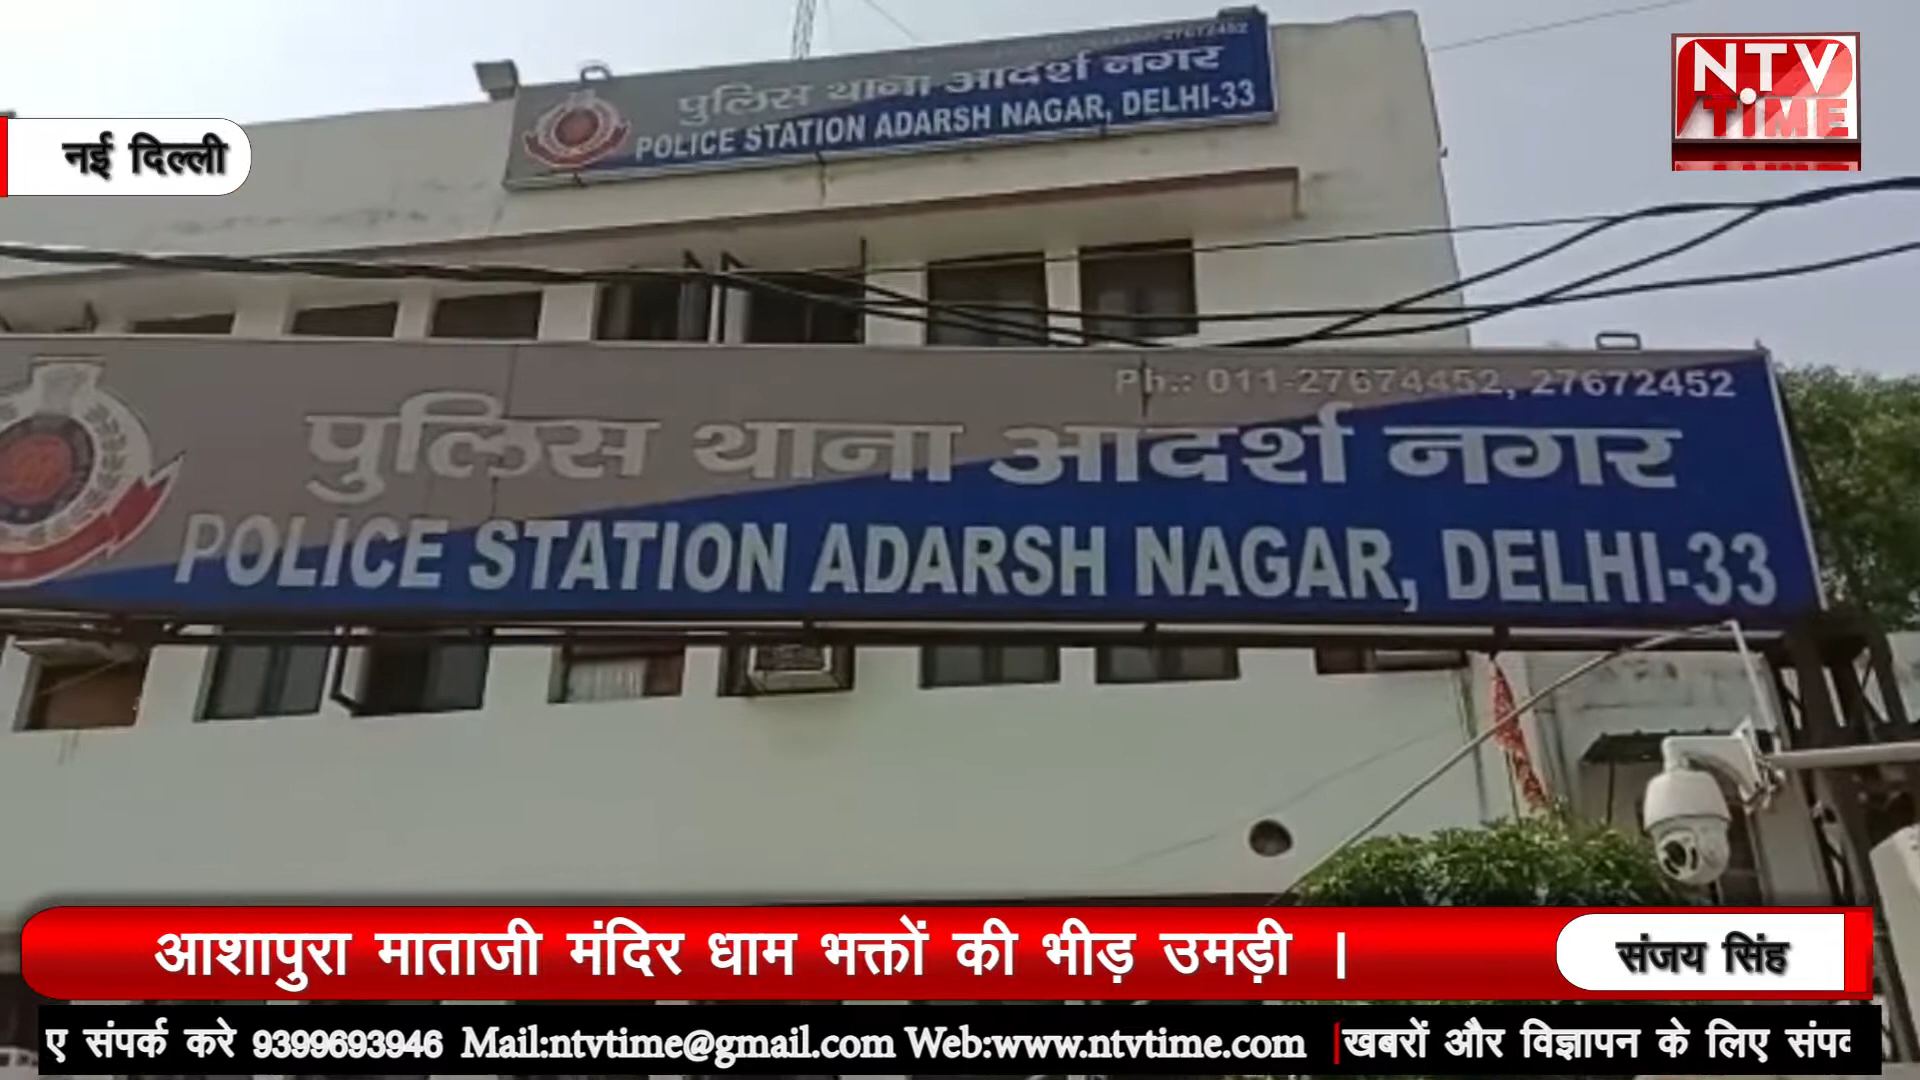 27672452
पुलिस थाना आदर्श नगर
POLICE STATION ADARSH NAGAR, DELHI-33
NTV
TiME
नई दिल्ली
Ph.: 011-27674452, 27672452
पुलिस थाना आदर्श नगर
POLICE STATION ADARSH NAGAR, DELHI-33
आशापुरा माताजी मंदिर धाम भक्तों की भीड़ उमड़ी ।
संजय सिंह
ए संपर्क करे 9399693946 Mail:ntvtime@gmail.com Web:www.ntvtime.com खबरों और विज्ञापन के लिए